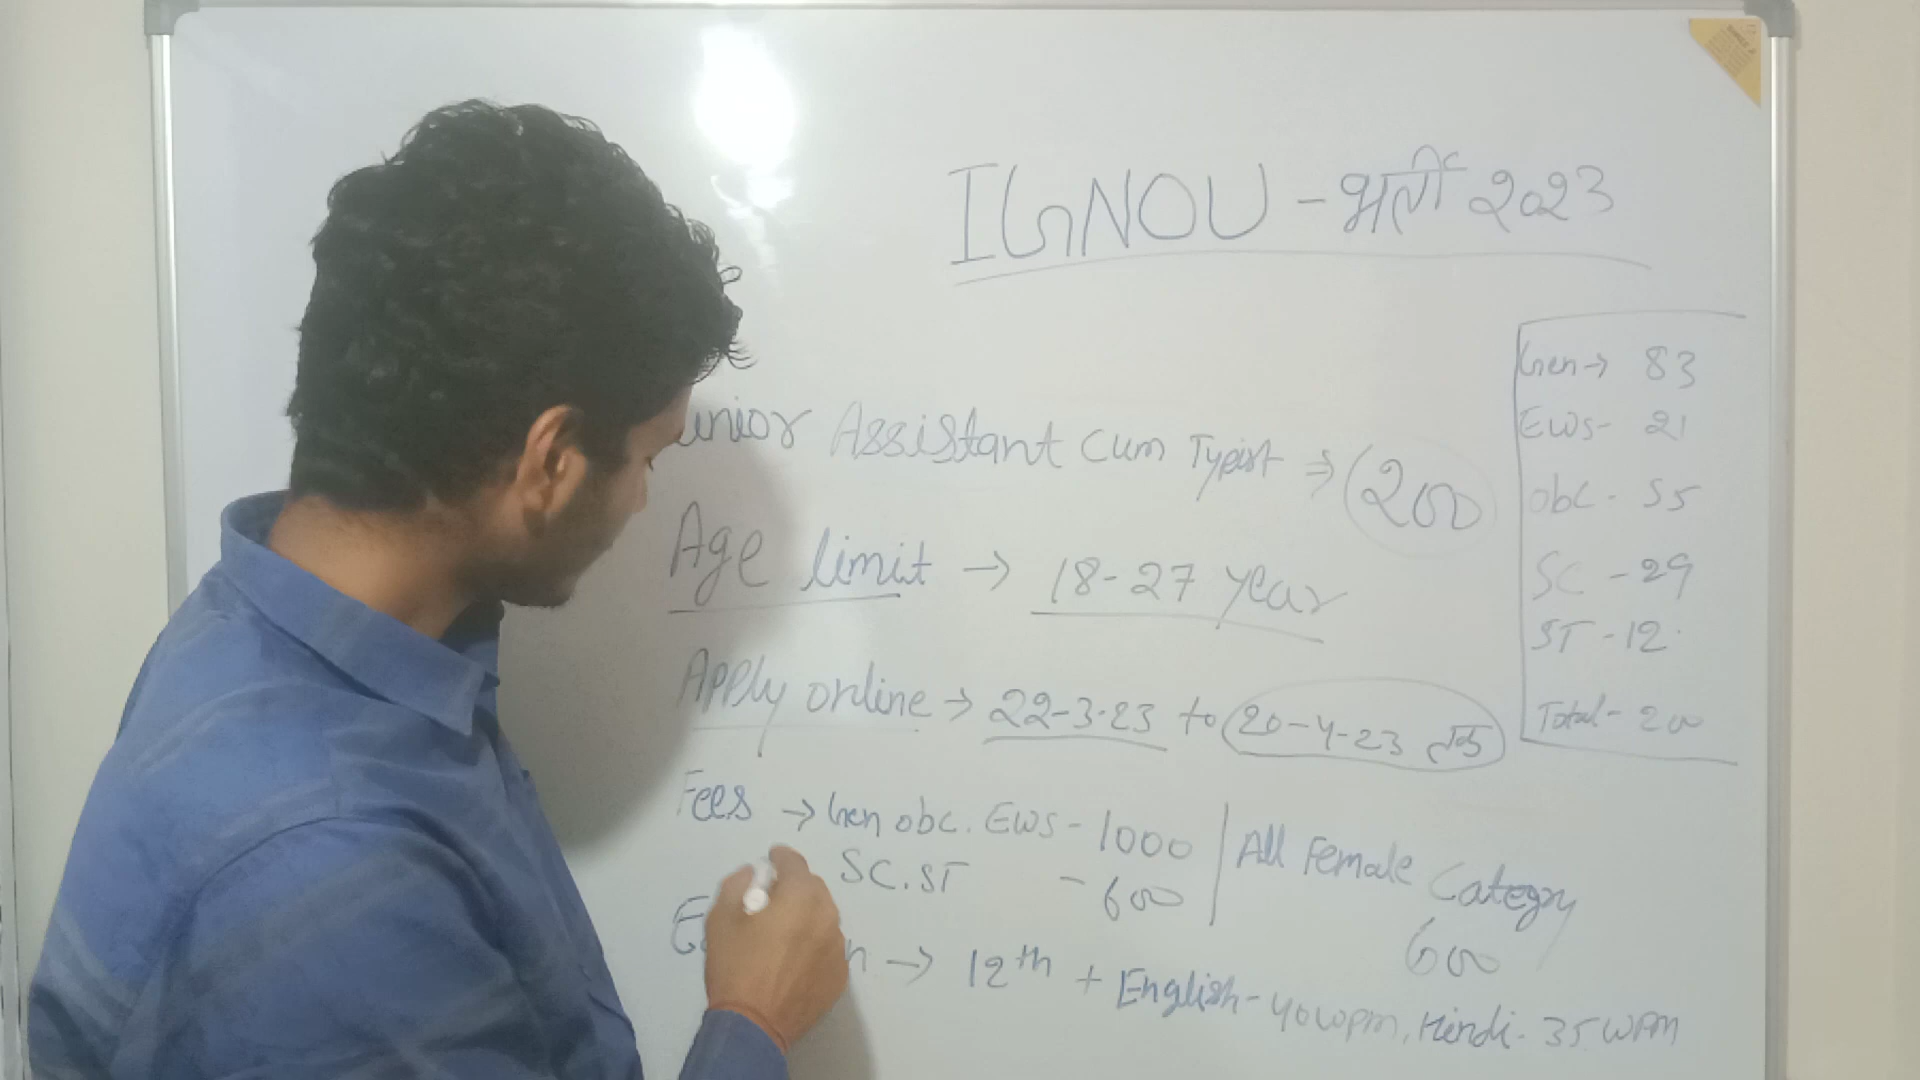 IGNOU - भर्ती 2023
unior Assistant Cum Typist ⇒ 200
Age limit → 18-27 year
Apply online → 22-3-23 to 20-4-23 तक
Fees → Gen obc. EWS - 1000
SC.ST - 600
All Female Category
600
n → 12th + English - 40 wpm, Hindi - 35 WPM
Gen → 83
EWS - 21
obc - 55
SC - 29
ST - 12
Total - 200